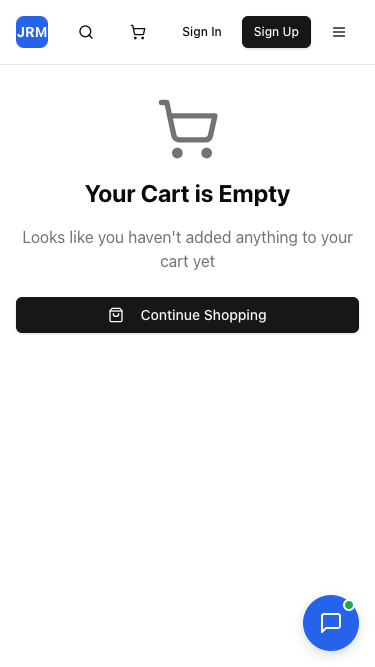 JRM
Sign In
Sign Up
Your Cart is Empty
Looks like you haven't added anything to your
cart yet
Continue Shopping